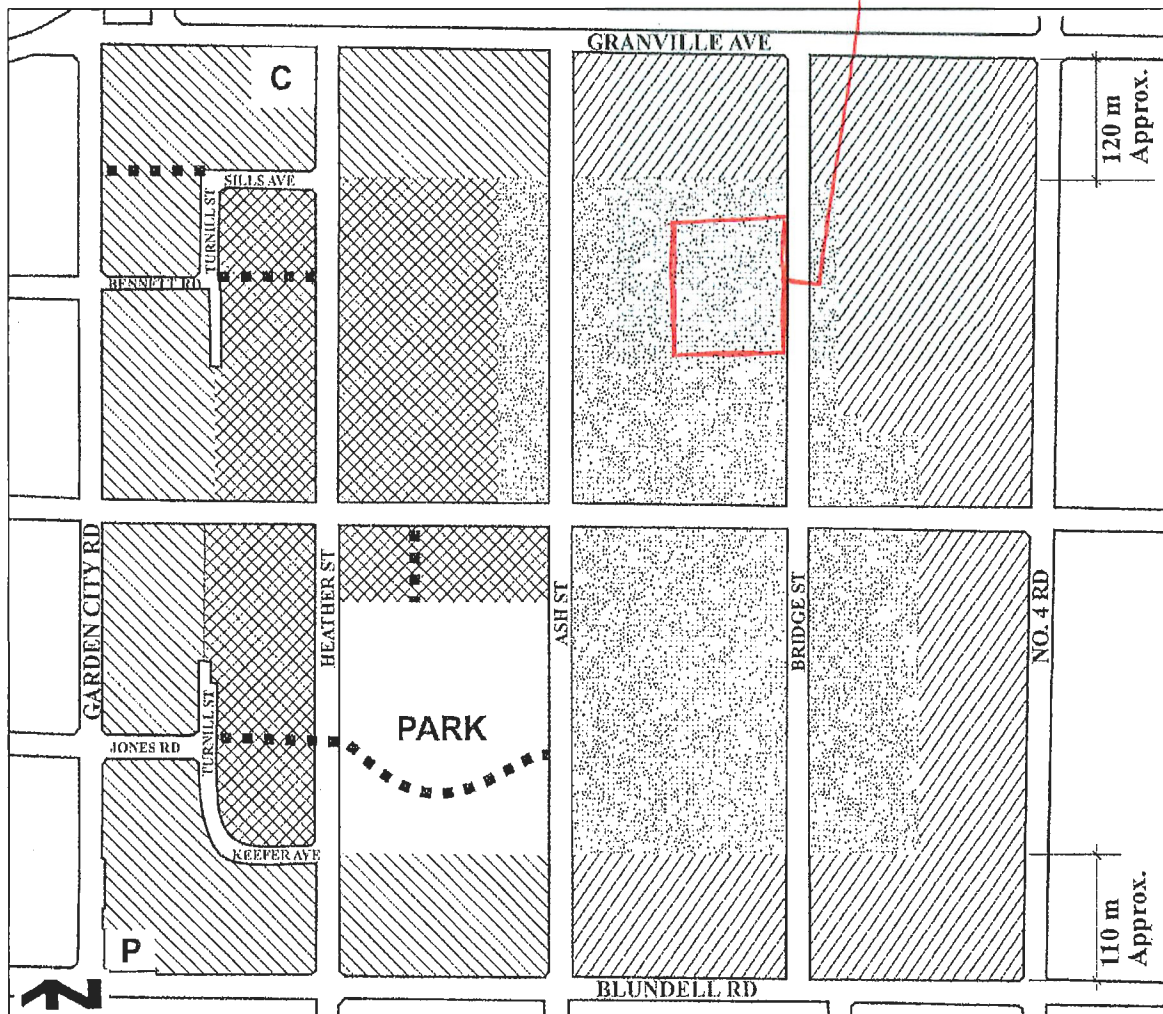 GRANVILLE AVE
C
120 m
Approx.
SILLS AVE
TURNILL ST
BENNETT RD
GARDEN CITY RD
HEATHER ST
ASH ST
BRIDGE ST
NO. 4 RD
PARK
JONES RD
TURNILL ST
KEEFER AVE
110 m
Approx.
P
BLUNDELL RD
N